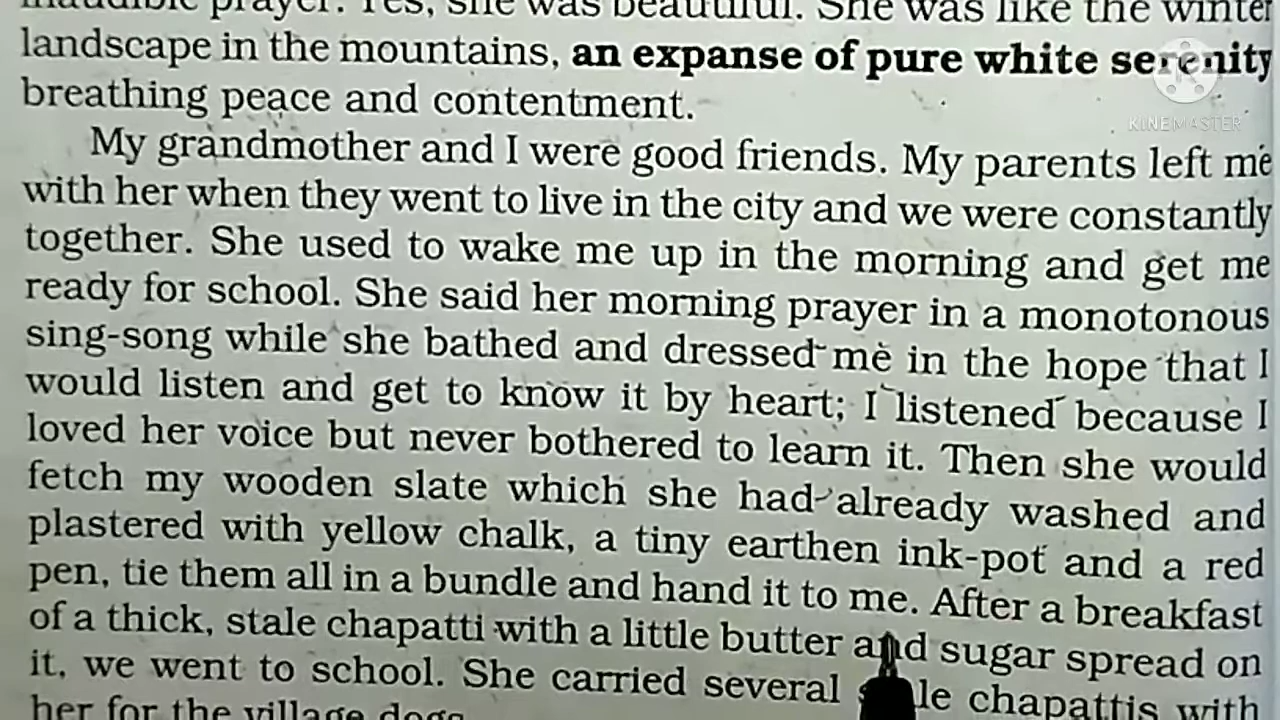 inaudible prayer. Yes, she was beautiful. She was like the winter
landscape in the mountains, an expanse of pure white serenity
breathing peace and contentment.
My grandmother and I were good friends. My parents left me
with her when they went to live in the city and we were constantly
together. She used to wake me up in the morning and get me
ready for school. She said her morning prayer in a monotonous
sing-song while she bathed and dressed me in the hope that I
would listen and get to know it by heart; I listened because I
loved her voice but never bothered to learn it. Then she would
fetch my wooden slate which she had already washed and
plastered with yellow chalk, a tiny earthen ink-pot and a red
pen, tie them all in a bundle and hand it to me. After a breakfast
of a thick, stale chapatti with a little butter and sugar spread on
it, we went to school. She carried several stale chapattis with
her for the village dogs
KINEMASTER